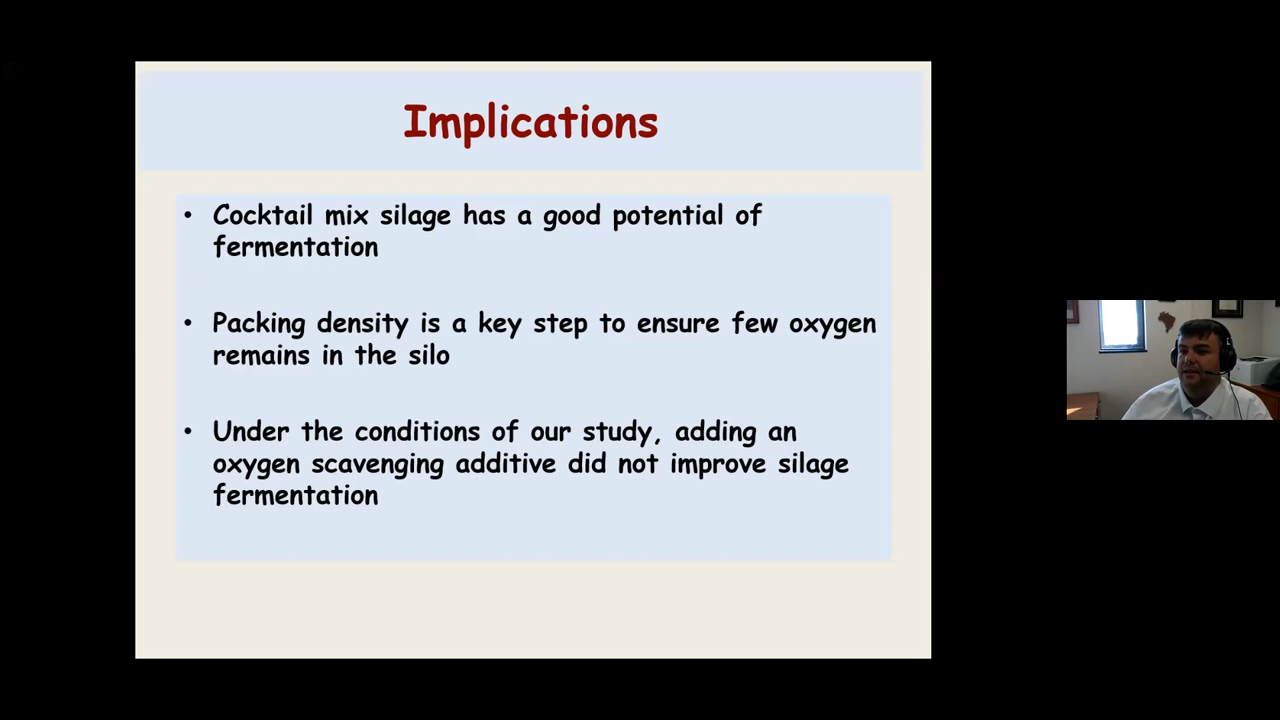 Implications
• Cocktail mix silage has a good potential of
fermentation
• Packing density is a key step to ensure few oxygen
remains in the silo
• Under the conditions of our study, adding an
oxygen scavenging additive did not improve silage
fermentation